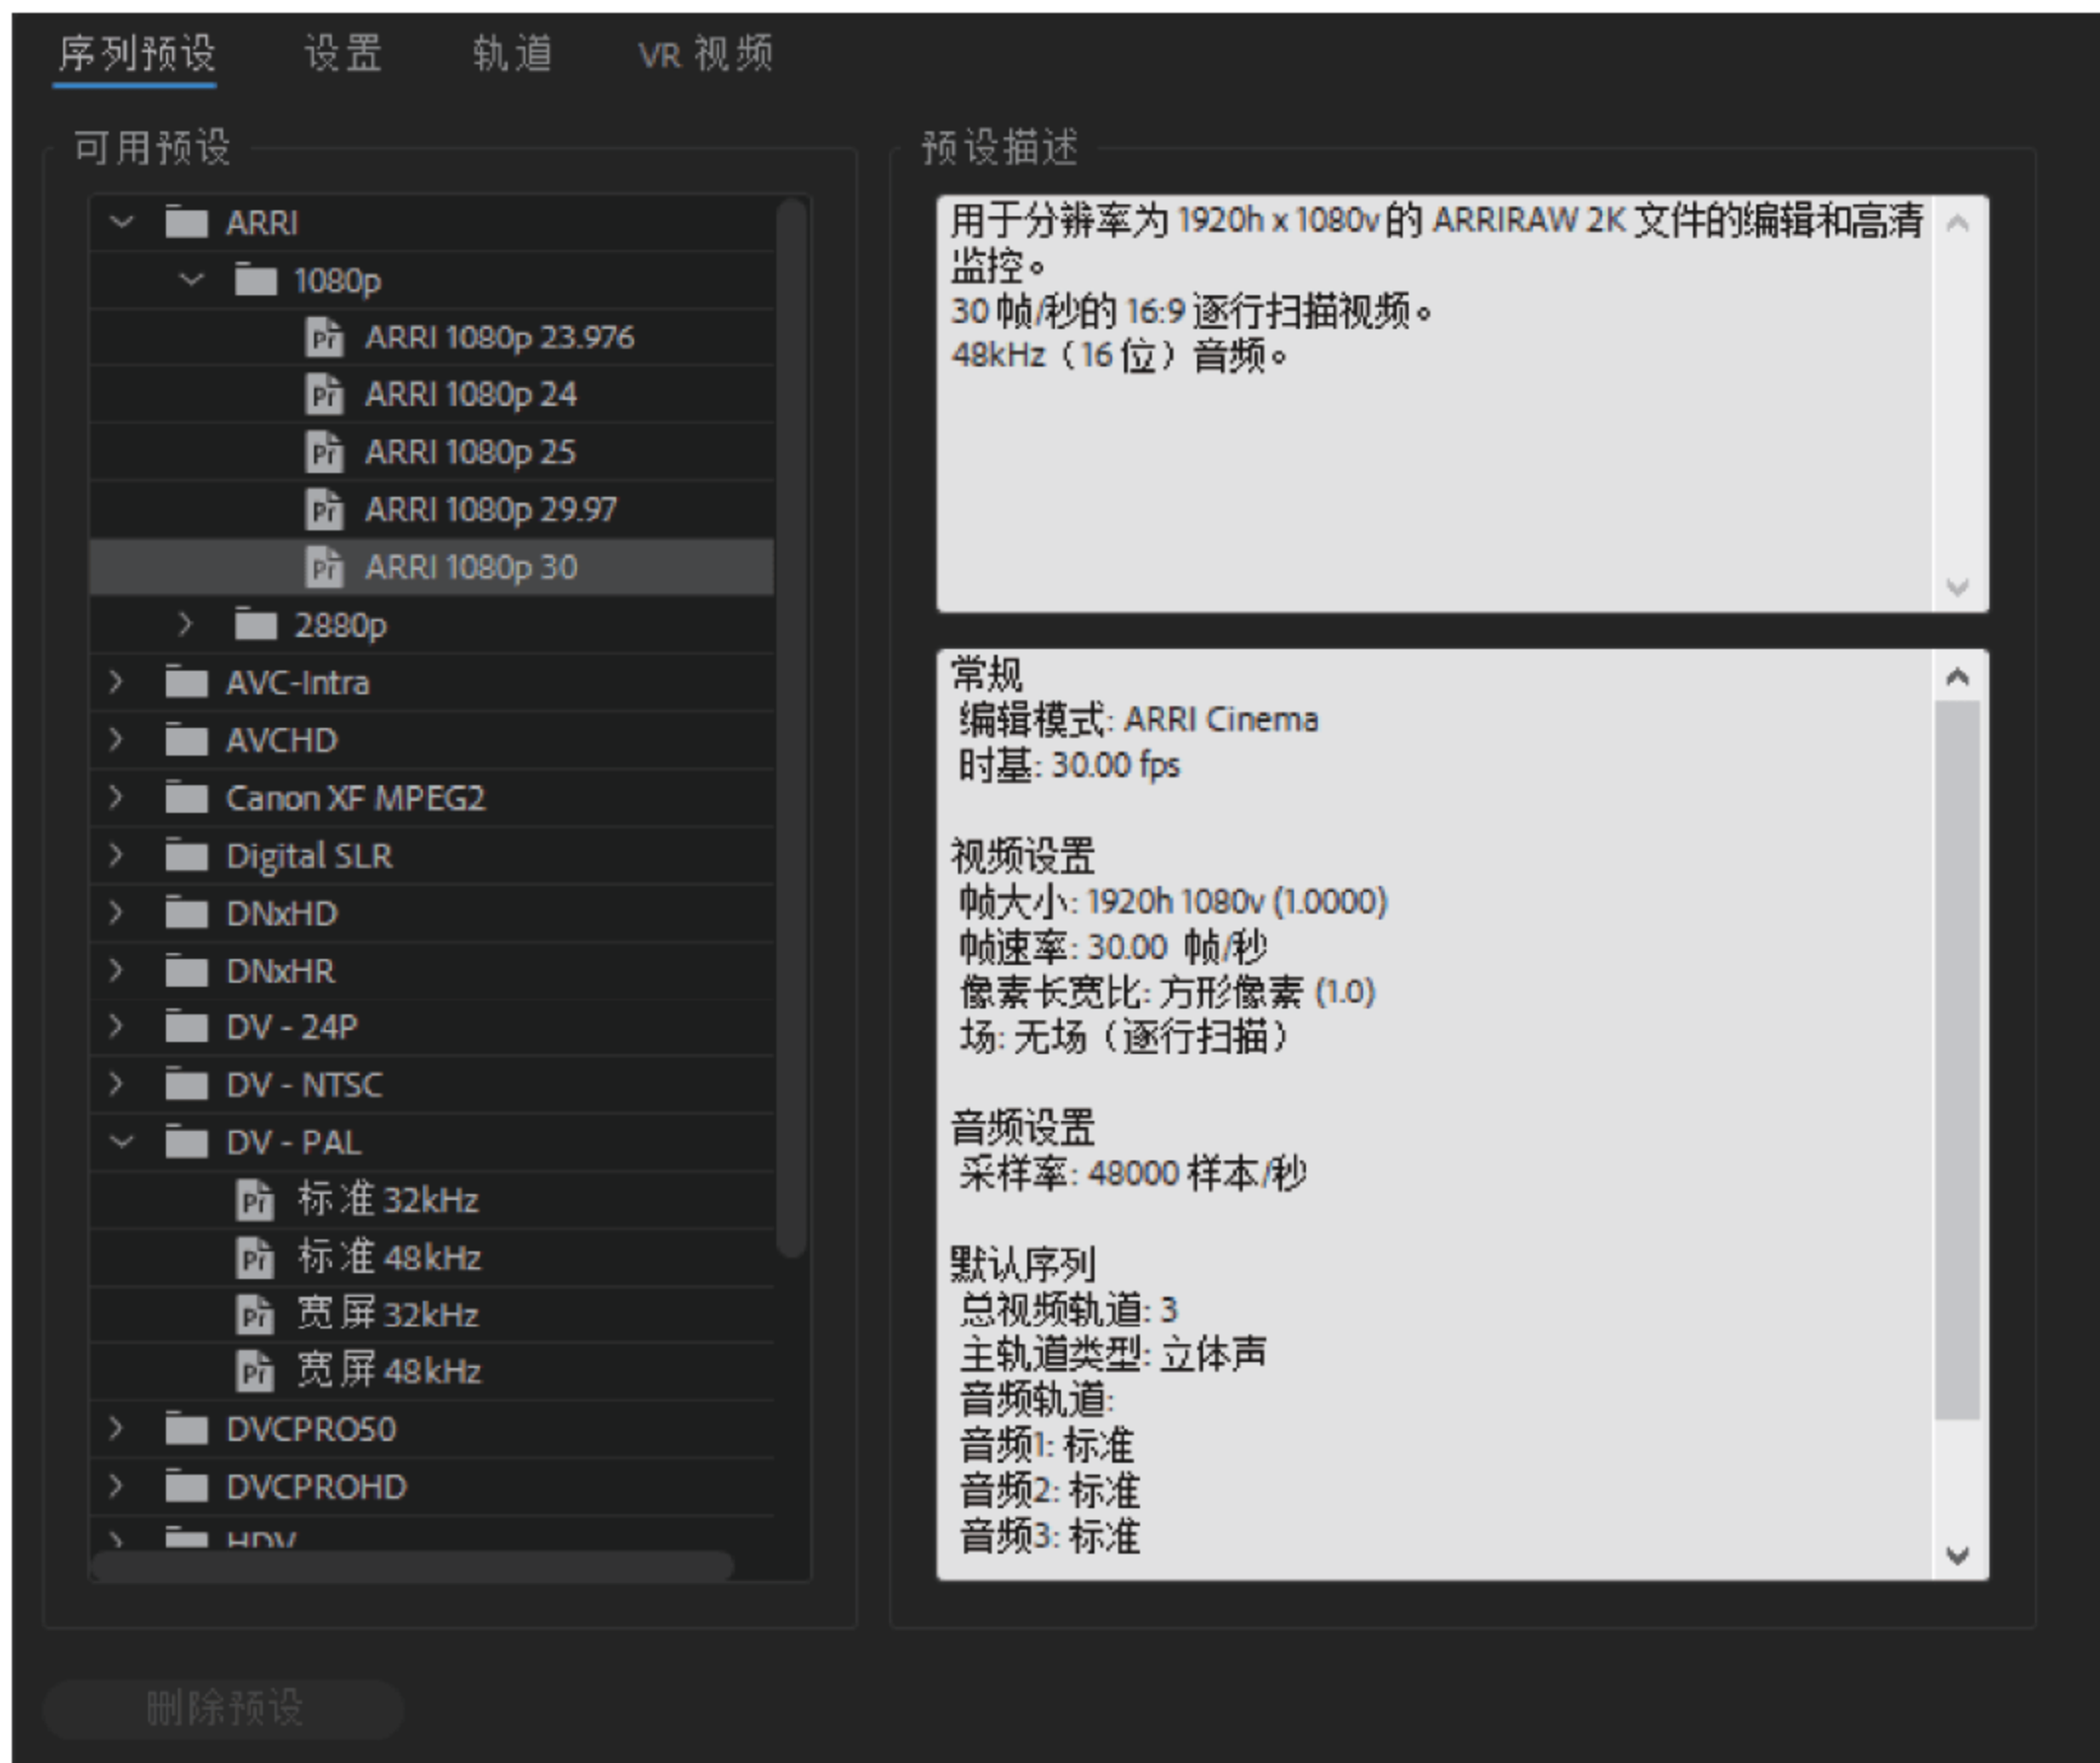 序列预设 设置 轨道 VR 视频
可用预设
ARRI
1080p
ARRI 1080p 23.976
ARRI 1080p 24
ARRI 1080p 25
ARRI 1080p 29.97
ARRI 1080p 30
2880p
AVC-Intra
AVCHD
Canon XF MPEG2
Digital SLR
DNxHD
DNxHR
DV - 24P
DV - NTSC
DV - PAL
标准 32kHz
标准 48kHz
宽屏 32kHz
宽屏 48kHz
DVCPRO50
DVCPROHD
HDV
删除预设
预设描述
用于分辨率为 1920h x 1080v 的 ARRIRAW 2K 文件的编辑和高清
监控。
30 帧/秒的 16:9 逐行扫描视频。
48kHz（16 位）音频。
常规
编辑模式: ARRI Cinema
时基: 30.00 fps
视频设置
帧大小: 1920h 1080v (1.0000)
帧速率: 30.00 帧/秒
像素长宽比: 方形像素 (1.0)
场: 无场（逐行扫描）
音频设置
采样率: 48000 样本/秒
默认序列
总视频轨道: 3
主轨道类型: 立体声
音频轨道:
音频1: 标准
音频2: 标准
音频3: 标准